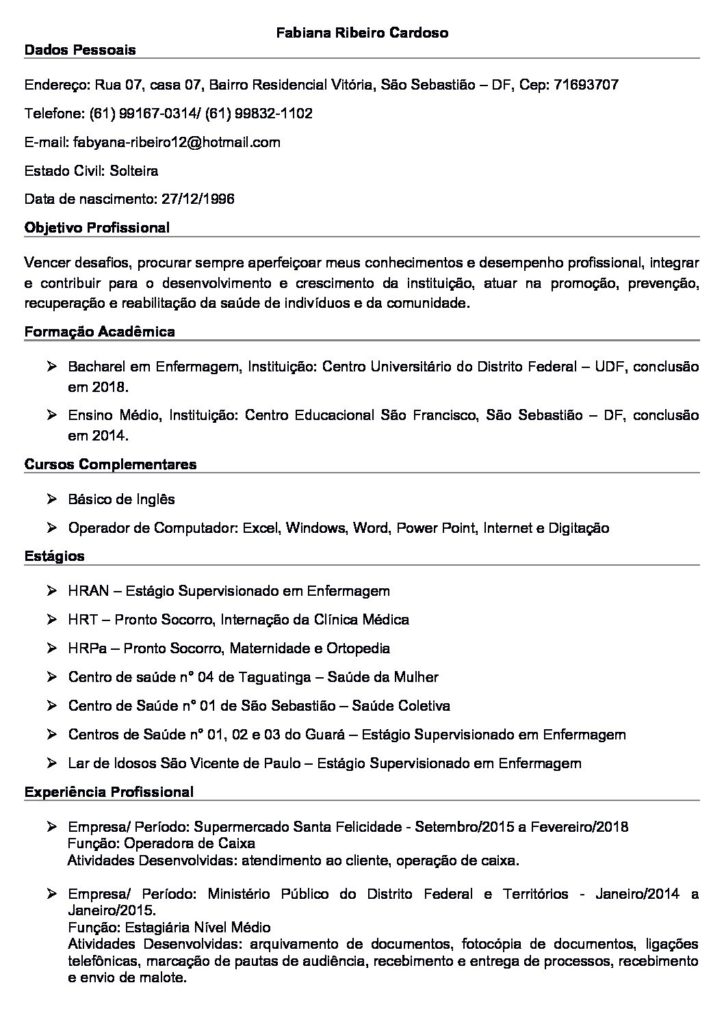 Fabiana Ribeiro Cardoso
Dados Pessoais
Endereço: Rua 07, casa 07, Bairro Residencial Vitória, São Sebastião – DF, Cep: 71693707
Telefone: (61) 99167-0314/ (61) 99832-1102
E-mail: fabyana-ribeiro12@hotmail.com
Estado Civil: Solteira
Data de nascimento: 27/12/1996
Objetivo Profissional
Vencer desafios, procurar sempre aperfeiçoar meus conhecimentos e desempenho profissional, integrar
e contribuir para o desenvolvimento e crescimento da instituição, atuar na promoção, prevenção,
recuperação e reabilitação da saúde de indivíduos e da comunidade.
Formação Acadêmica
➢ Bacharel em Enfermagem, Instituição: Centro Universitário do Distrito Federal – UDF, conclusão
em 2018.
➢ Ensino Médio, Instituição: Centro Educacional São Francisco, São Sebastião – DF, conclusão
em 2014.
Cursos Complementares
➢ Básico de Inglês
➢ Operador de Computador: Excel, Windows, Word, Power Point, Internet e Digitação
Estágios
➢ HRAN – Estágio Supervisionado em Enfermagem
➢ HRT – Pronto Socorro, Internação da Clínica Médica
➢ HRPa – Pronto Socorro, Maternidade e Ortopedia
➢ Centro de saúde n° 04 de Taguatinga – Saúde da Mulher
➢ Centro de Saúde n° 01 de São Sebastião – Saúde Coletiva
➢ Centros de Saúde n° 01, 02 e 03 do Guará – Estágio Supervisionado em Enfermagem
➢ Lar de Idosos São Vicente de Paulo – Estágio Supervisionado em Enfermagem
Experiência Profissional
➢ Empresa/ Período: Supermercado Santa Felicidade - Setembro/2015 a Fevereiro/2018
Função: Operadora de Caixa
Atividades Desenvolvidas: atendimento ao cliente, operação de caixa.
➢ Empresa/ Período: Ministério Público do Distrito Federal e Territórios - Janeiro/2014 a
Janeiro/2015.
Função: Estagiária Nível Médio
Atividades Desenvolvidas: arquivamento de documentos, fotocópia de documentos, ligações
telefônicas, marcação de pautas de audiência, recebimento e entrega de processos, recebimento
e envio de malote.